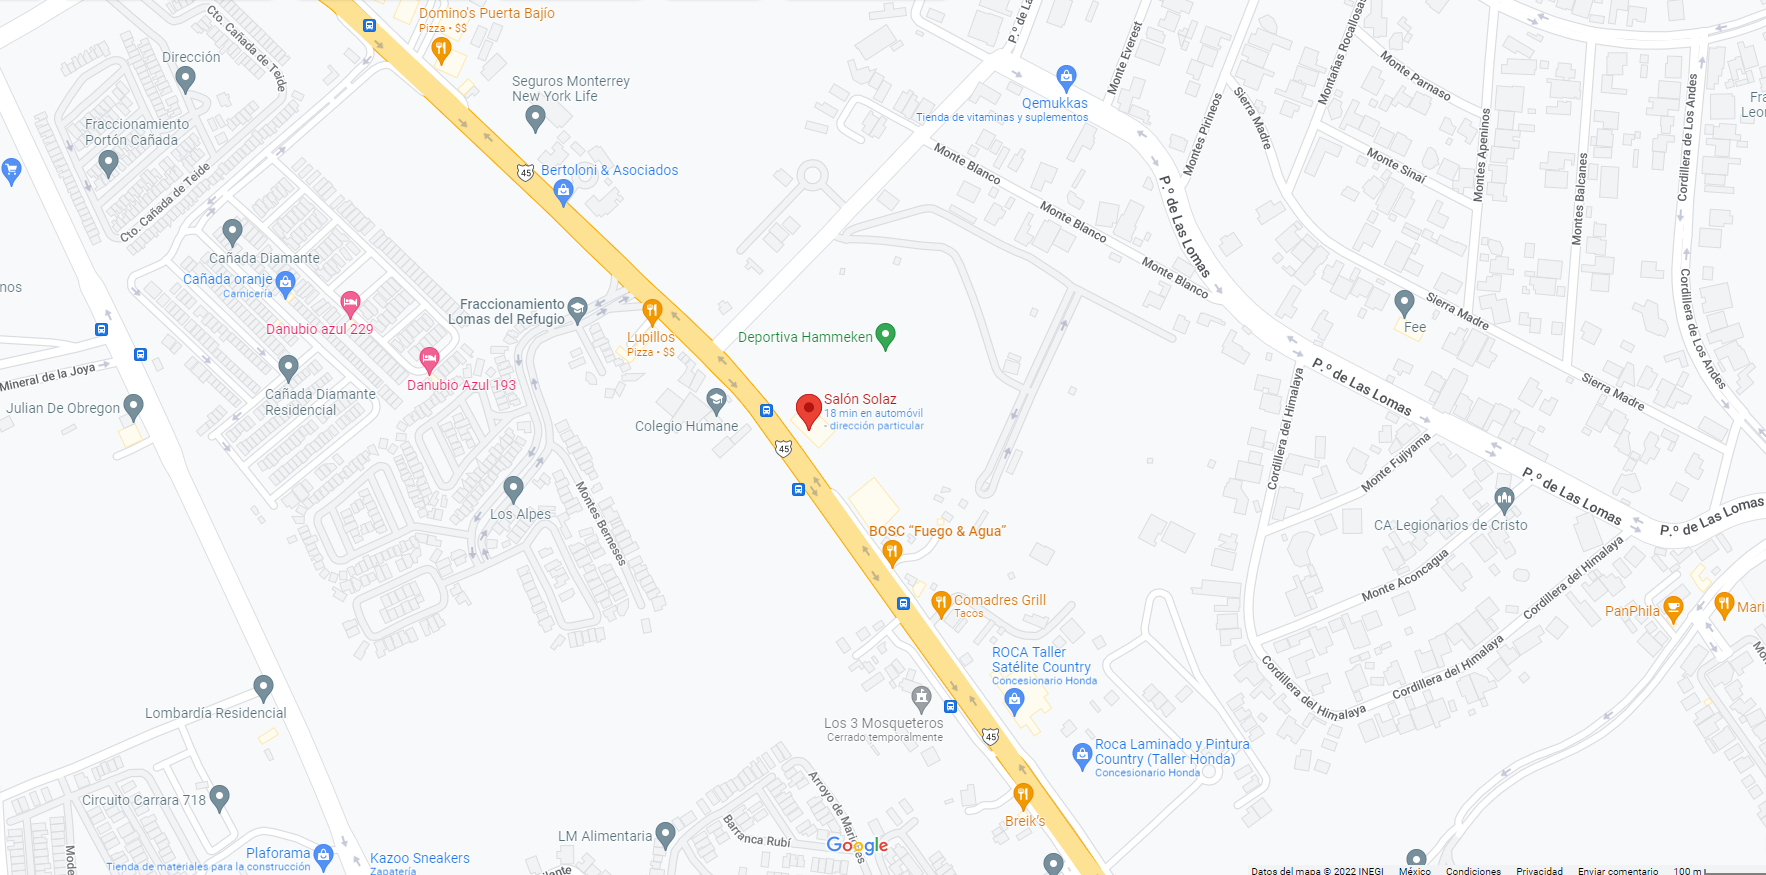 Domino's Puerta Bajío
Pizza • $$
Cto. Cañada de Teide
Dirección
Seguros Monterrey
New York Life
Fraccionamiento
Portón Cañada
Cto. Cañada de Teide
45
Bertoloni & Asociados
Qemukkas
Tienda de vitaminas y suplementos
Monte Everest
Montes Pirineos
Sierra Madre
Montañas Rocallosas
Monte Parnaso
Monte Sinaí
Montes Apeninos
Montes Balcanes
Cordillera de Los Andes
Monte Blanco
Monte Blanco
Monte Blanco
P.º de Las Lomas
Cañada Diamante
Cañada oranje
Carnicería
Danubio azul 229
Fraccionamiento
Lomas del Refugio
Lupillos
Pizza • $$
Deportiva Hammeken
Danubio Azul 193
Mineral de la Joya
Julian De Obregon
Cañada Diamante
Residencial
Colegio Humane
Salón Solaz
18 min en automóvil
- dirección particular
45
Fee
Sierra Madre
Cordillera de Los Andes
Sierra Madre
P.º de Las Lomas
Cordillera del Himalaya
Monte Fujiyama
P.º de Las Lomas
P.º de Las Lomas
CA Legionarios de Cristo
Los Alpes
Montes Berneses
BOSC "Fuego & Agua"
Monte Aconcagua
Cordillera del Himalaya
Comadres Grill
Tacos
PanPhila
Mari
ROCA Taller
Satélite Country
Concesionario Honda
Cordillera del Himalaya
Cordillera del Himalaya
Lombardía Residencial
Los 3 Mosqueteros
Cerrado temporalmente
45
Roca Laminado y Pintura
Country (Taller Honda)
Concesionario Honda
Circuito Carrara 718
Breik's
LM Alimentaria
Barranca Rubí
Google
Plaforama
Tienda de materiales para la construcción
Kazoo Sneakers
Zapatería
Datos del mapa © 2022 INEGI México Condiciones Privacidad Enviar comentario 100 m